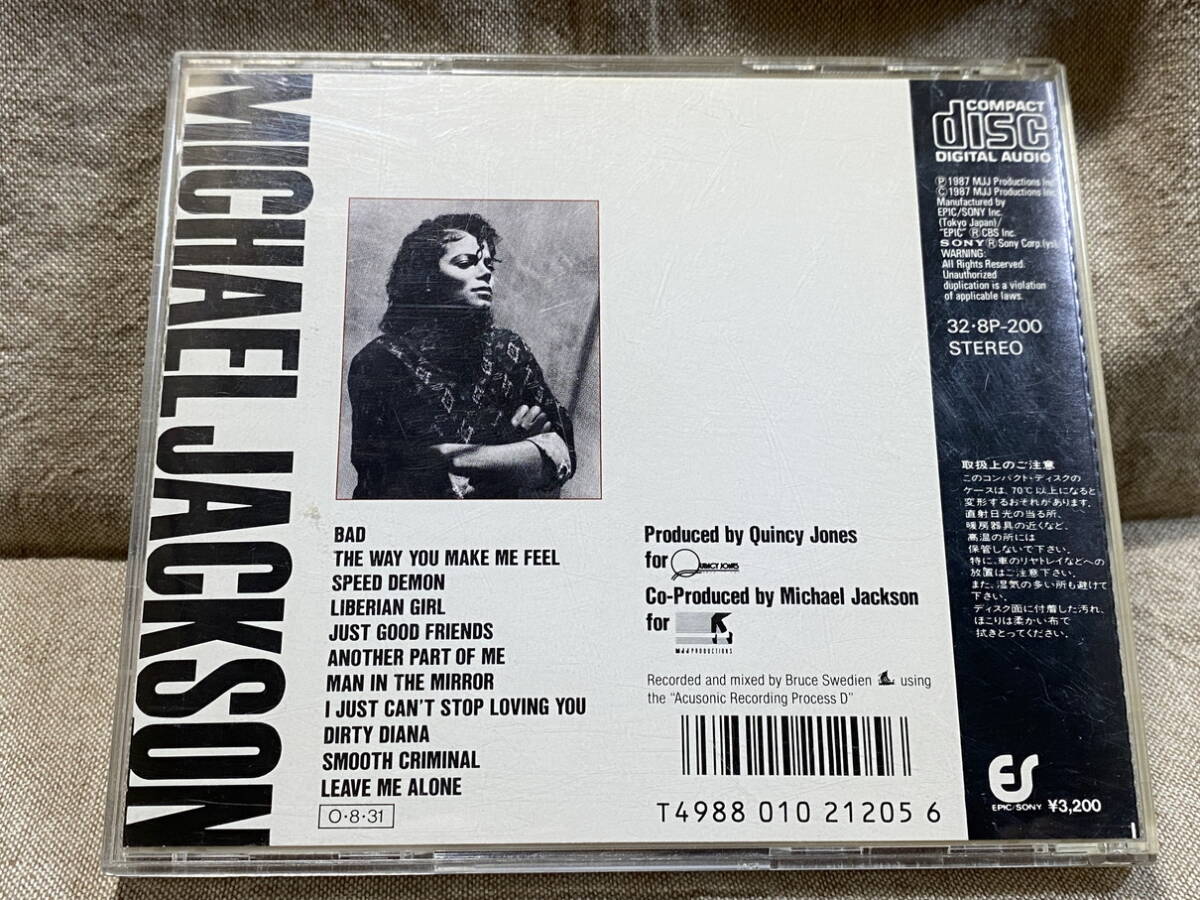 MICHAEL JACKSON
BAD
THE WAY YOU MAKE ME FEEL
SPEED DEMON
LIBERIAN GIRL
JUST GOOD FRIENDS
ANOTHER PART OF ME
MAN IN THE MIRROR
I JUST CAN'T STOP LOVING YOU
DIRTY DIANA
SMOOTH CRIMINAL
LEAVE ME ALONE
O·8·31
Produced by Quincy Jones
for QUINCY JONES
Co-Produced by Michael Jackson
for
MJJ PRODUCTIONS
Recorded and mixed by Bruce Swedien using
the "Acusonic Recording Process D"
T4988 010 21205 6
COMPACT
disc
DIGITAL AUDIO
Ⓟ 1987 MJJ Productions Inc.
© 1987 MJJ Productions Inc.
Manufactured by
EPIC/SONY Inc.
(Tokyo Japan)/
"EPIC" ® CBS Inc.
SONY ® Sony Corp.(ys)
WARNING:
All Rights Reserved.
Unauthorized
duplication is a violation
of applicable laws.
32·8P-200
STEREO
取扱上のご注意
このコンパクト・ディスクの
ケースは、70℃以上になると
変形するおそれがあります。
直射日光の当る所、
暖房器具の近くなど、
高温の所には
保管しないで下さい。
特に、車のリヤトレイなどへの
放置はご注意下さい。
また、湿気の多い所も避けて
下さい。
ディスク面に付着した汚れ、
ほこりは柔かい布で
拭きとってください。
ES
EPIC/SONY ¥3,200